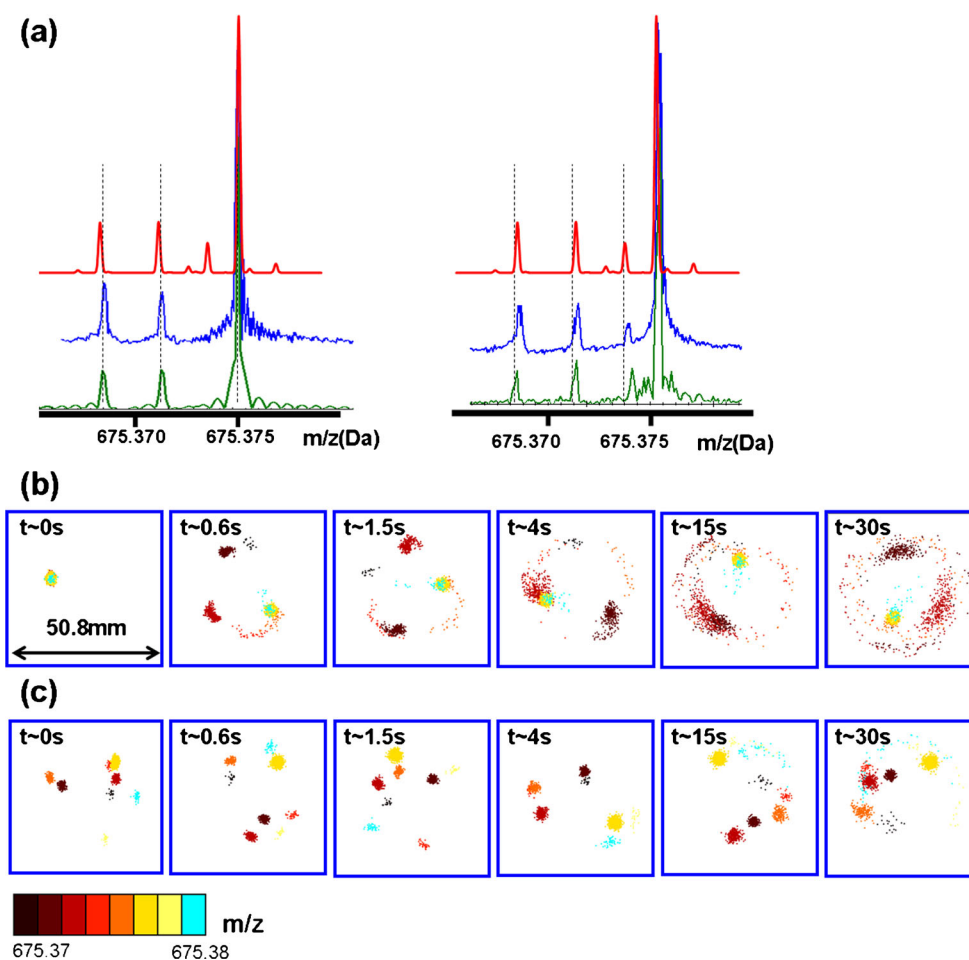 (a)
675.370 675.375 m/z(Da) 675.370 675.375 m/z(Da)
(b)
t~0s t~0.6s t~1.5s t~4s t~15s t~30s
50.8mm
(c)
t~0s t~0.6s t~1.5s t~4s t~15s t~30s
m/z
675.37 675.38